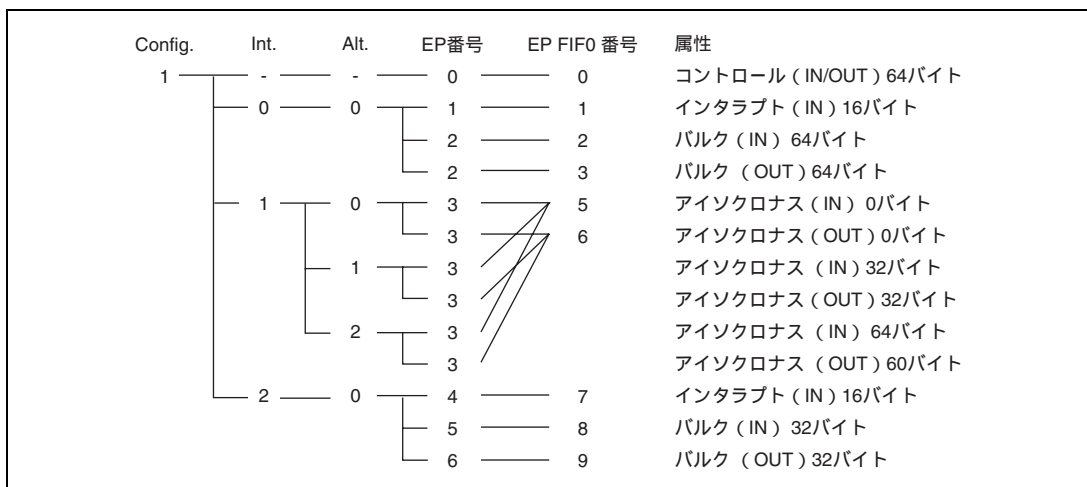 Config. Int. Alt. EP番号 EP FIF0 番号 属性
1 - - 0 0 コントロール ( IN/OUT ) 64バイト
0 0 1 1 インタラプト ( IN ) 16バイト
2 2 バルク ( IN ) 64バイト
2 3 バルク ( OUT ) 64バイト
1 0 3 5 アイソクロナス ( IN ) 0バイト
3 6 アイソクロナス ( OUT ) 0バイト
1 3 アイソクロナス ( IN ) 32バイト
3 アイソクロナス ( OUT ) 32バイト
2 3 アイソクロナス ( IN ) 64バイト
3 アイソクロナス ( OUT ) 60バイト
2 0 4 7 インタラプト ( IN ) 16バイト
5 8 バルク ( IN ) 32バイト
6 9 バルク ( OUT ) 32バイト